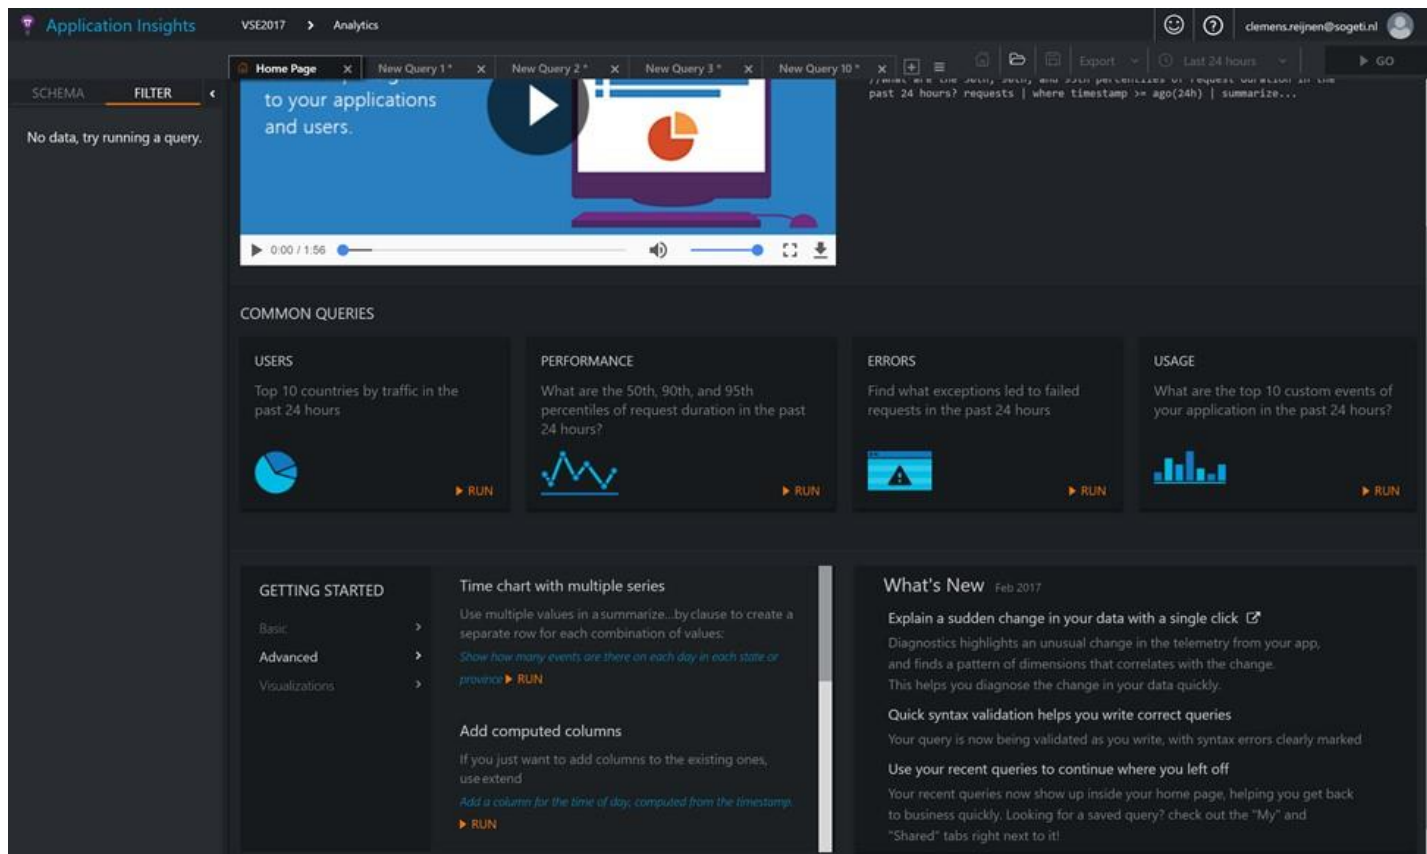 Application Insights
VSE2017 > Analytics
clemens.reijnen@sogeti.nl
Home Page x
New Query 1 * x
New Query 2 * x
New Query 3 * x
New Query 10 * x
Export
Last 24 hours
GO
SCHEMA
FILTER
No data, try running a query.
to your applications
and users.
0:00 / 1:56
//What are the 50th, 90th, and 95th percentiles of request duration in the
past 24 hours? requests | where timestamp >= ago(24h) | summarize...
COMMON QUERIES
USERS
Top 10 countries by traffic in the
past 24 hours
RUN
PERFORMANCE
What are the 50th, 90th, and 95th
percentiles of request duration in the past
24 hours?
RUN
ERRORS
Find what exceptions led to failed
requests in the past 24 hours
RUN
USAGE
What are the top 10 custom events of
your application in the past 24 hours?
RUN
GETTING STARTED
Basic >
Advanced >
Visualizations >
Time chart with multiple series
Use multiple values in a summarize...by clause to create a
separate row for each combination of values:
Show how many events are there on each day in each state or
province RUN
Add computed columns
If you just want to add columns to the existing ones,
use extend
Add a column for the time of day, computed from the timestamp.
RUN
What's New Feb 2017
Explain a sudden change in your data with a single click
Diagnostics highlights an unusual change in the telemetry from your app,
and finds a pattern of dimensions that correlates with the change.
This helps you diagnose the change in your data quickly.
Quick syntax validation helps you write correct queries
Your query is now being validated as you write, with syntax errors clearly marked
Use your recent queries to continue where you left off
Your recent queries now show up inside your home page, helping you get back
to business quickly. Looking for a saved query? check out the "My" and
"Shared" tabs right next to it!